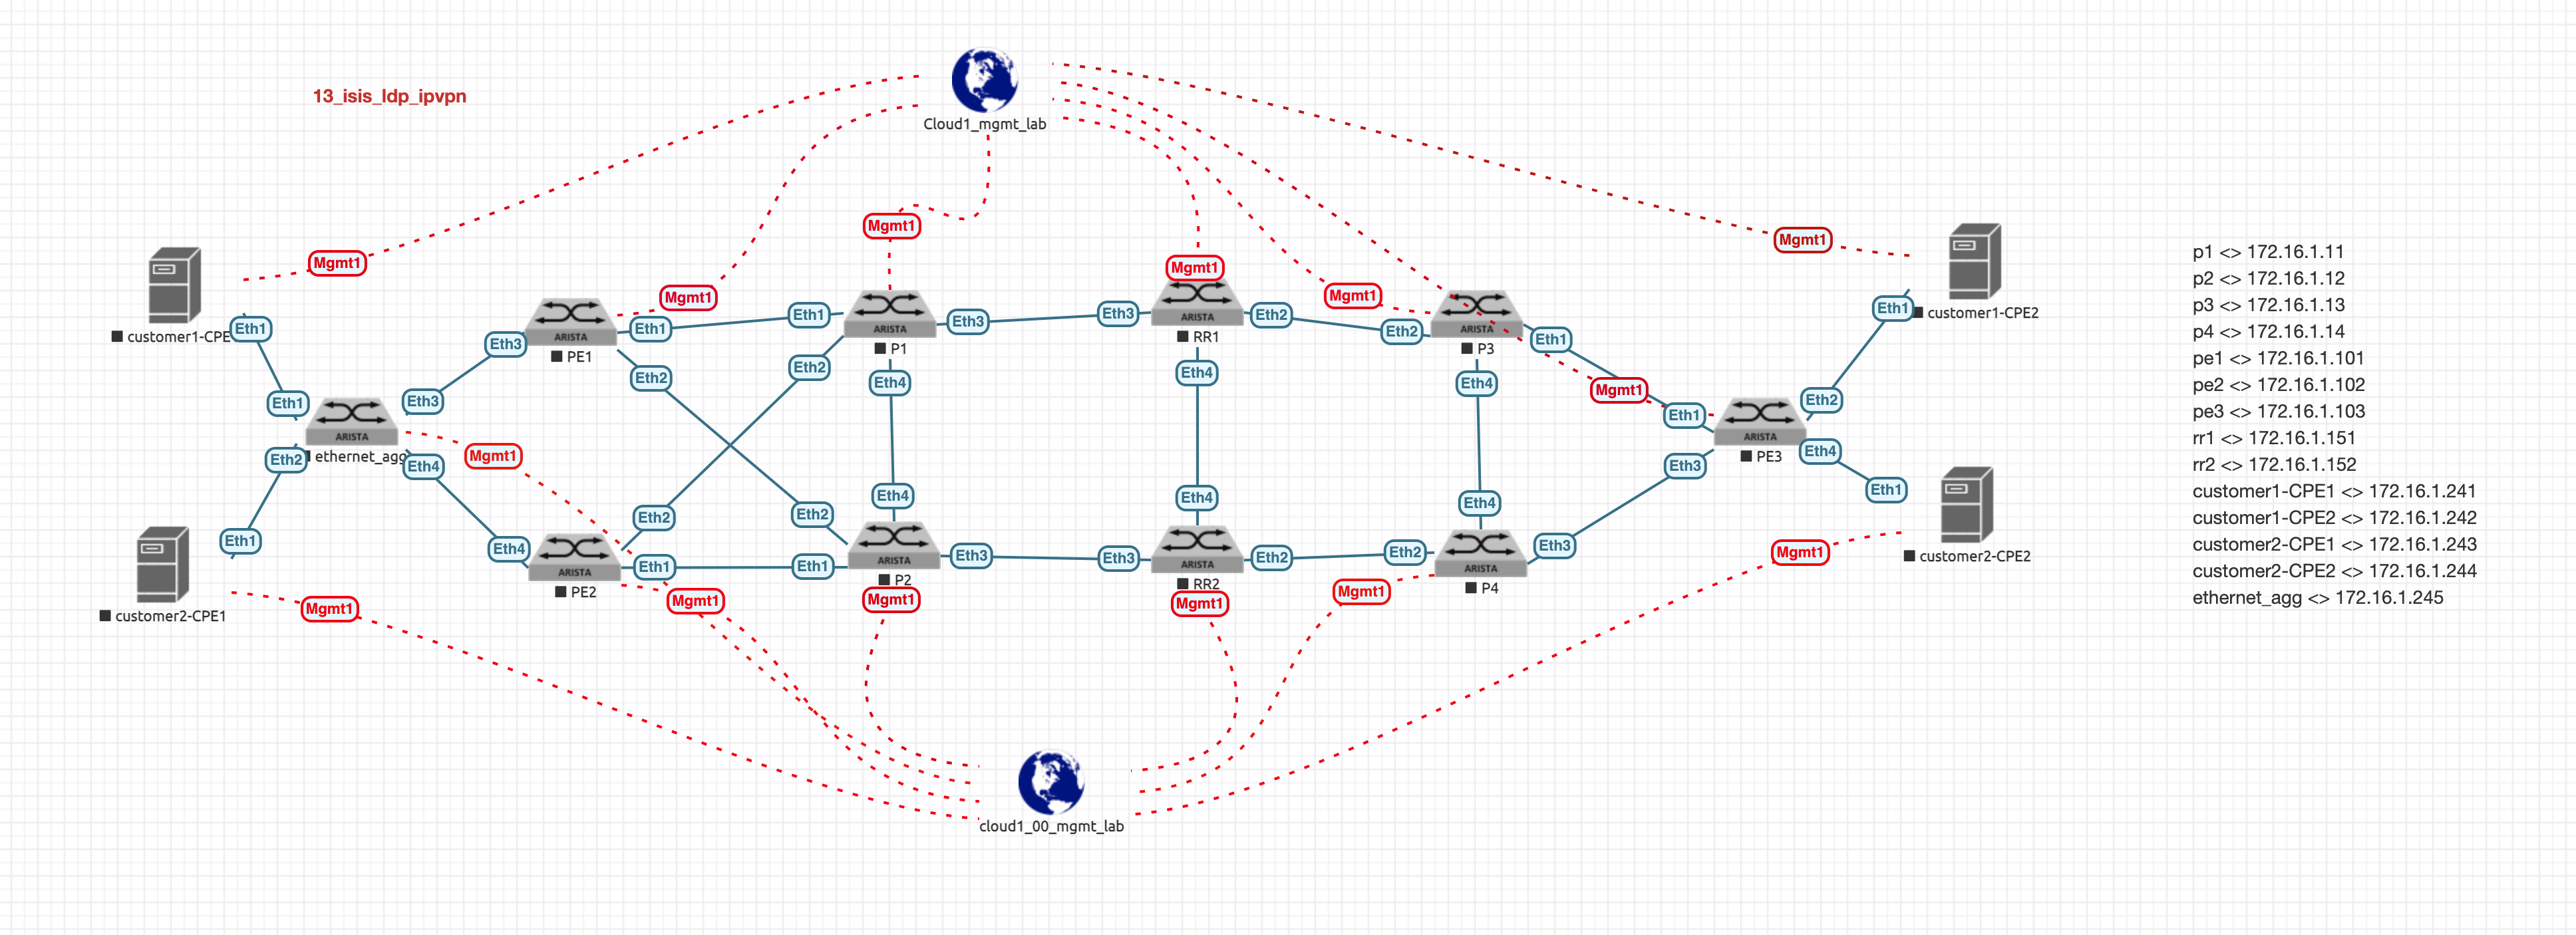 13_isis_ldp_ipvpn
Cloud1_mgmt_lab
Mgmt1
Mgmt1
Mgmt1
Mgmt1
Mgmt1
Mgmt1
Mgmt1
customer1-CPE
Eth1
Eth1
Eth3
Eth3
ARISTA
PE1
Eth1
Eth2
Eth1
Eth2
ARISTA
P1
Eth3
Eth4
Eth3
ARISTA
RR1
Eth2
Eth4
Eth2
ARISTA
P3
Eth1
Eth4
Eth1
ARISTA
PE3
Eth2
Eth1
customer1-CPE2
Eth4
Eth1
Eth3
ARISTA
ethernet_agg
Mgmt1
Eth2
Eth1
Eth4
Eth4
customer2-CPE1
Mgmt1
ARISTA
PE2
Eth2
Eth1
Mgmt1
Eth2
Eth1
Eth4
ARISTA
P2
Mgmt1
Eth3
Eth3
Eth4
ARISTA
RR2
Mgmt1
Eth2
Eth2
Eth4
ARISTA
P4
Mgmt1
Eth3
Mgmt1
customer2-CPE2
cloud1_00_mgmt_lab
p1 <> 172.16.1.11
p2 <> 172.16.1.12
p3 <> 172.16.1.13
p4 <> 172.16.1.14
pe1 <> 172.16.1.101
pe2 <> 172.16.1.102
pe3 <> 172.16.1.103
rr1 <> 172.16.1.151
rr2 <> 172.16.1.152
customer1-CPE1 <> 172.16.1.241
customer1-CPE2 <> 172.16.1.242
customer2-CPE1 <> 172.16.1.243
customer2-CPE2 <> 172.16.1.244
ethernet_agg <> 172.16.1.245